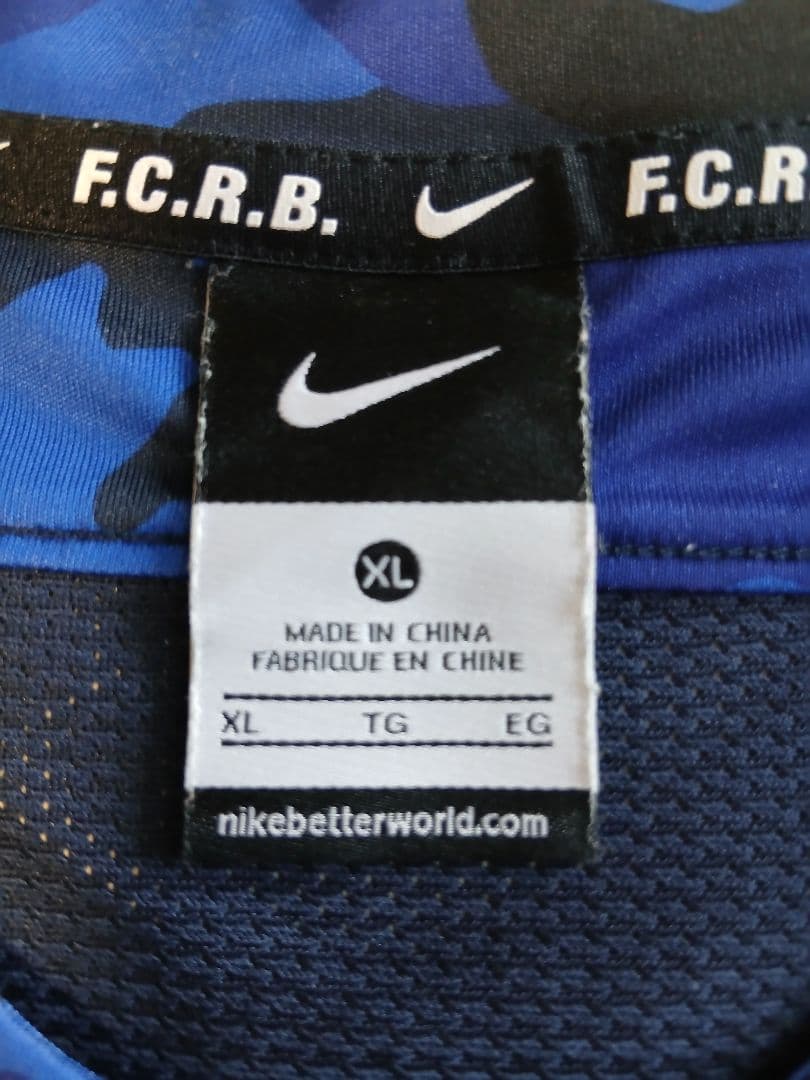 F.C.R.B. F.C.R
XL
MADE IN CHINA
FABRIQUE EN CHINE
XL TG EG
nikebetterworld.com